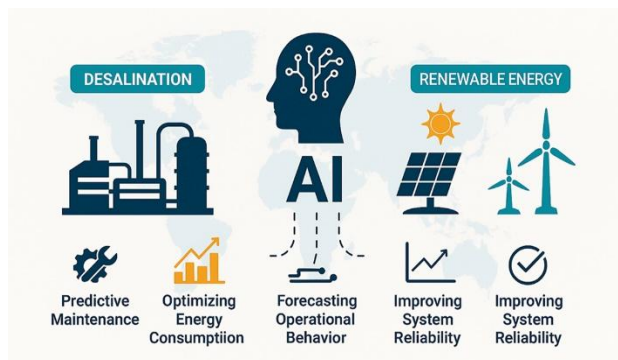 DESALINATION
RENEWABLE ENERGY
AI
Predictive
Maintenance
Optimizing
Energy
Consumptiion
Forecasting
Operational
Behavior
Improving
System
Reliability
Improving
System
Reliability